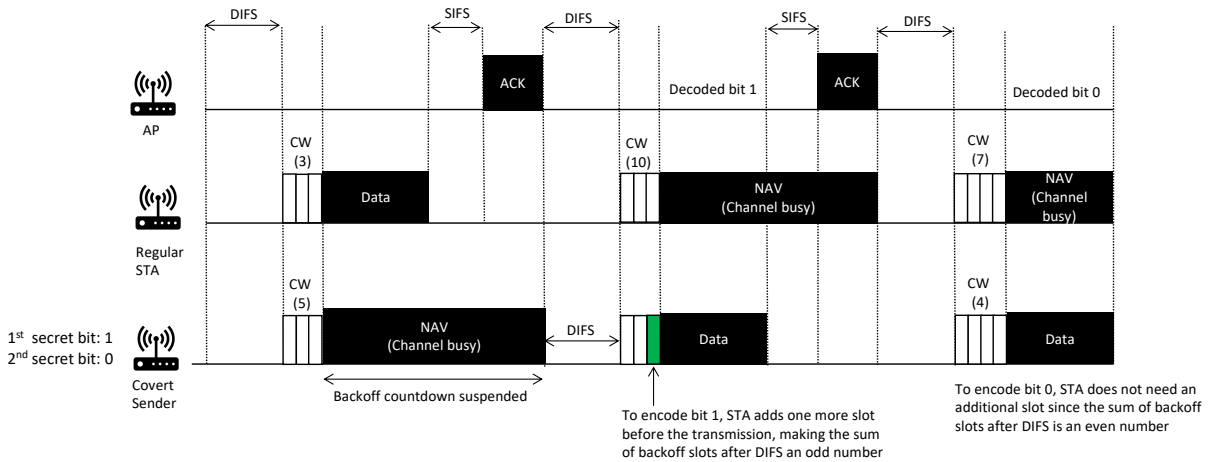 DIFS
SIFS
DIFS
SIFS
DIFS
ACK
Decoded bit 1
ACK
Decoded bit 0
AP
CW
(3)
CW
(10)
CW
(7)
Data
NAV
(Channel busy)
NAV
(Channel
busy)
Regular
STA
CW
(5)
CW
(4)
1st secret bit: 1
2nd secret bit: 0
NAV
(Channel busy)
DIFS
Data
Data
Covert
Sender
Backoff countdown suspended
To encode bit 1, STA adds one more slot
before the transmission, making the sum
of backoff slots after DIFS an odd number
To encode bit 0, STA does not need an
additional slot since the sum of backoff
slots after DIFS is an even number